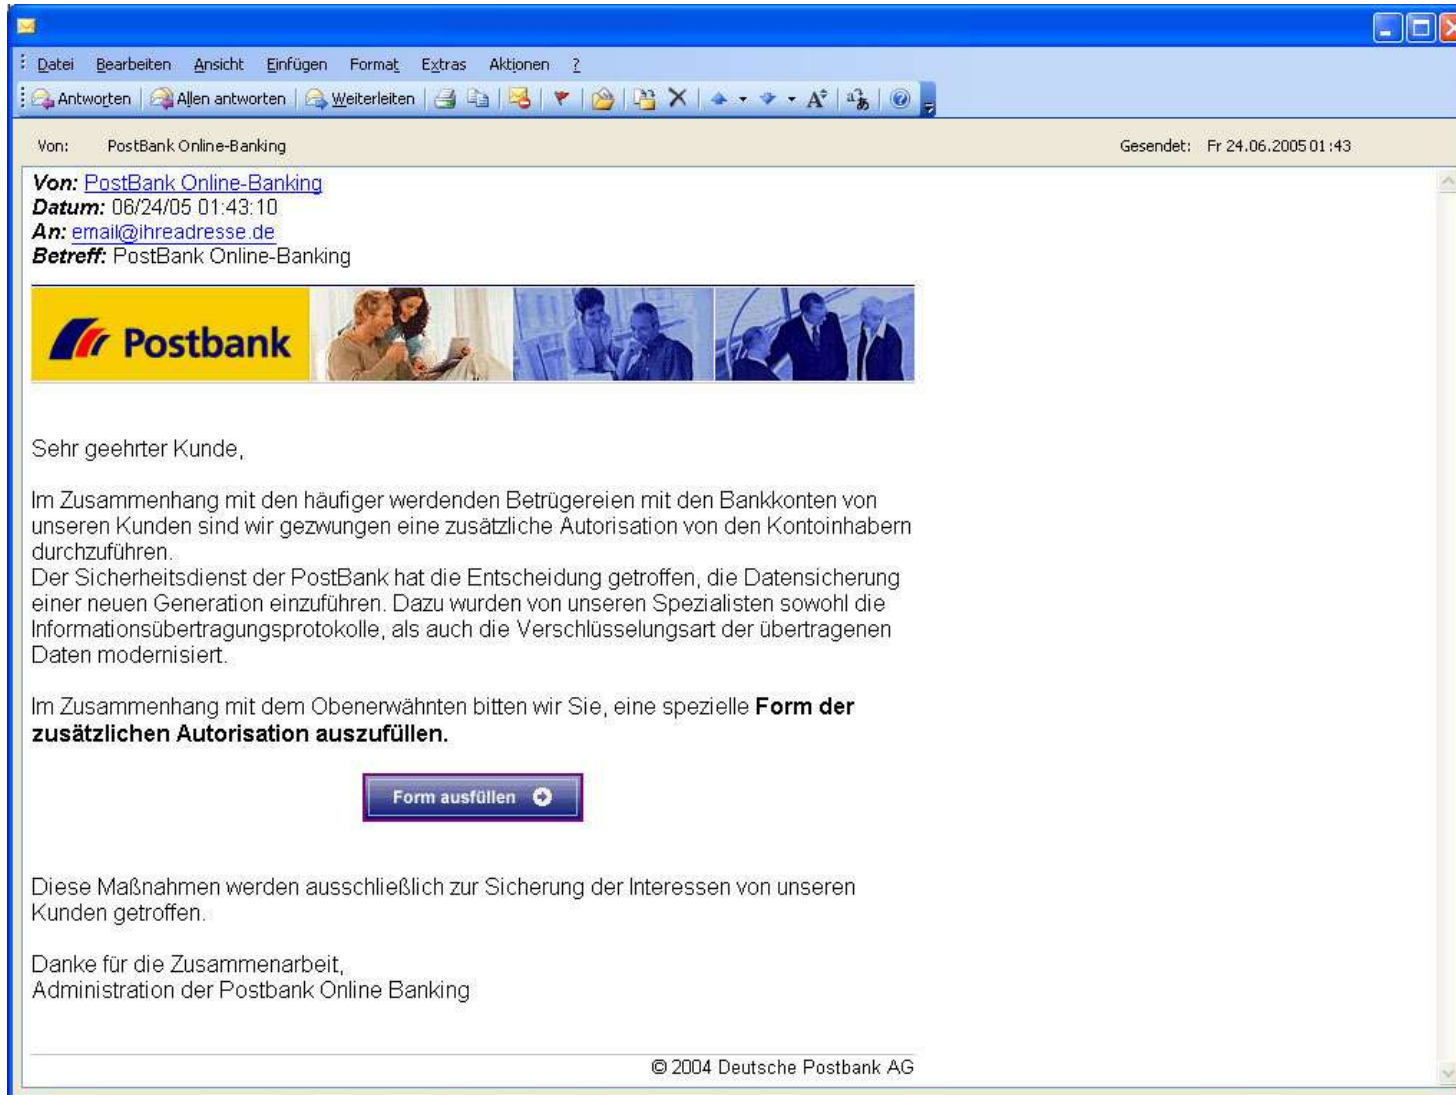 Datei Bearbeiten Ansicht Einfügen Format Extras Aktionen ?
Antworten Allen antworten Weiterleiten
Von: PostBank Online-Banking Gesendet: Fr 24.06.2005 01:43
Von: PostBank Online-Banking
Datum: 06/24/05 01:43:10
An: email@ihreadresse.de
Betreff: PostBank Online-Banking
Postbank
Sehr geehrter Kunde,
Im Zusammenhang mit den häufiger werdenden Betrügereien mit den Bankkonten von
unseren Kunden sind wir gezwungen eine zusätzliche Autorisation von den Kontoinhabern
durchzuführen.
Der Sicherheitsdienst der PostBank hat die Entscheidung getroffen, die Datensicherung
einer neuen Generation einzuführen. Dazu wurden von unseren Spezialisten sowohl die
Informationsübertragungsprotokolle, als auch die Verschlüsselungsart der übertragenen
Daten modernisiert.
Im Zusammenhang mit dem Obenerwähnten bitten wir Sie, eine spezielle Form der
zusätzlichen Autorisation auszufüllen.
Form ausfüllen
Diese Maßnahmen werden ausschließlich zur Sicherung der Interessen von unseren
Kunden getroffen.
Danke für die Zusammenarbeit,
Administration der Postbank Online Banking
© 2004 Deutsche Postbank AG